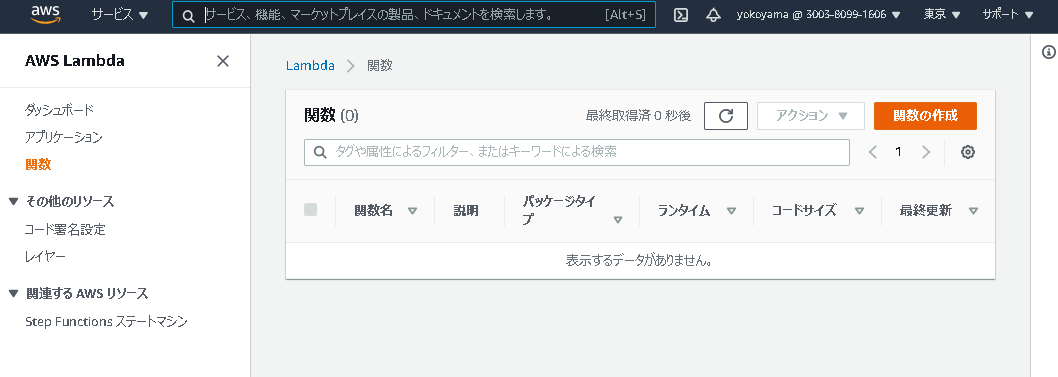 aws
サービス
サービス、機能、マーケットプレイスの製品、ドキュメントを検索します。 [Alt+S]
yokoyama @ 3003-8099-1606
東京
サポート
AWS Lambda
ダッシュボード
アプリケーション
関数
その他のリソース
コード署名設定
レイヤー
関連する AWS リソース
Step Functions ステートマシン
Lambda > 関数
関数 (0)
最終取得済 0 秒後
アクション
関数の作成
タグや属性によるフィルター、またはキーワードによる検索
1
関数名
説明
パッケージタイ
プ
ランタイム
コードサイズ
最終更新
表示するデータがありません。